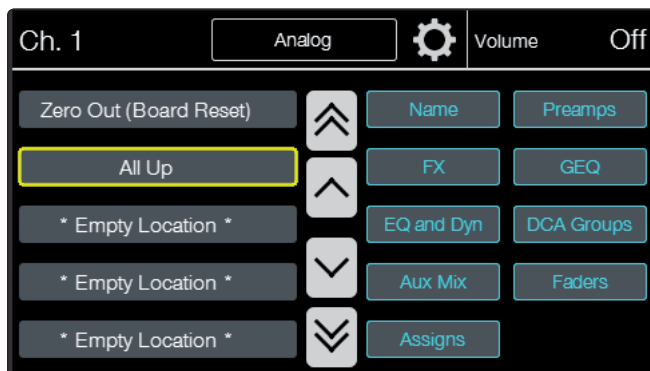 Ch. 1 Analog Volume Off
Zero Out (Board Reset) Name Preamps
All Up FX GEQ
* Empty Location * EQ and Dyn DCA Groups
* Empty Location * Aux Mix Faders
* Empty Location * Assigns